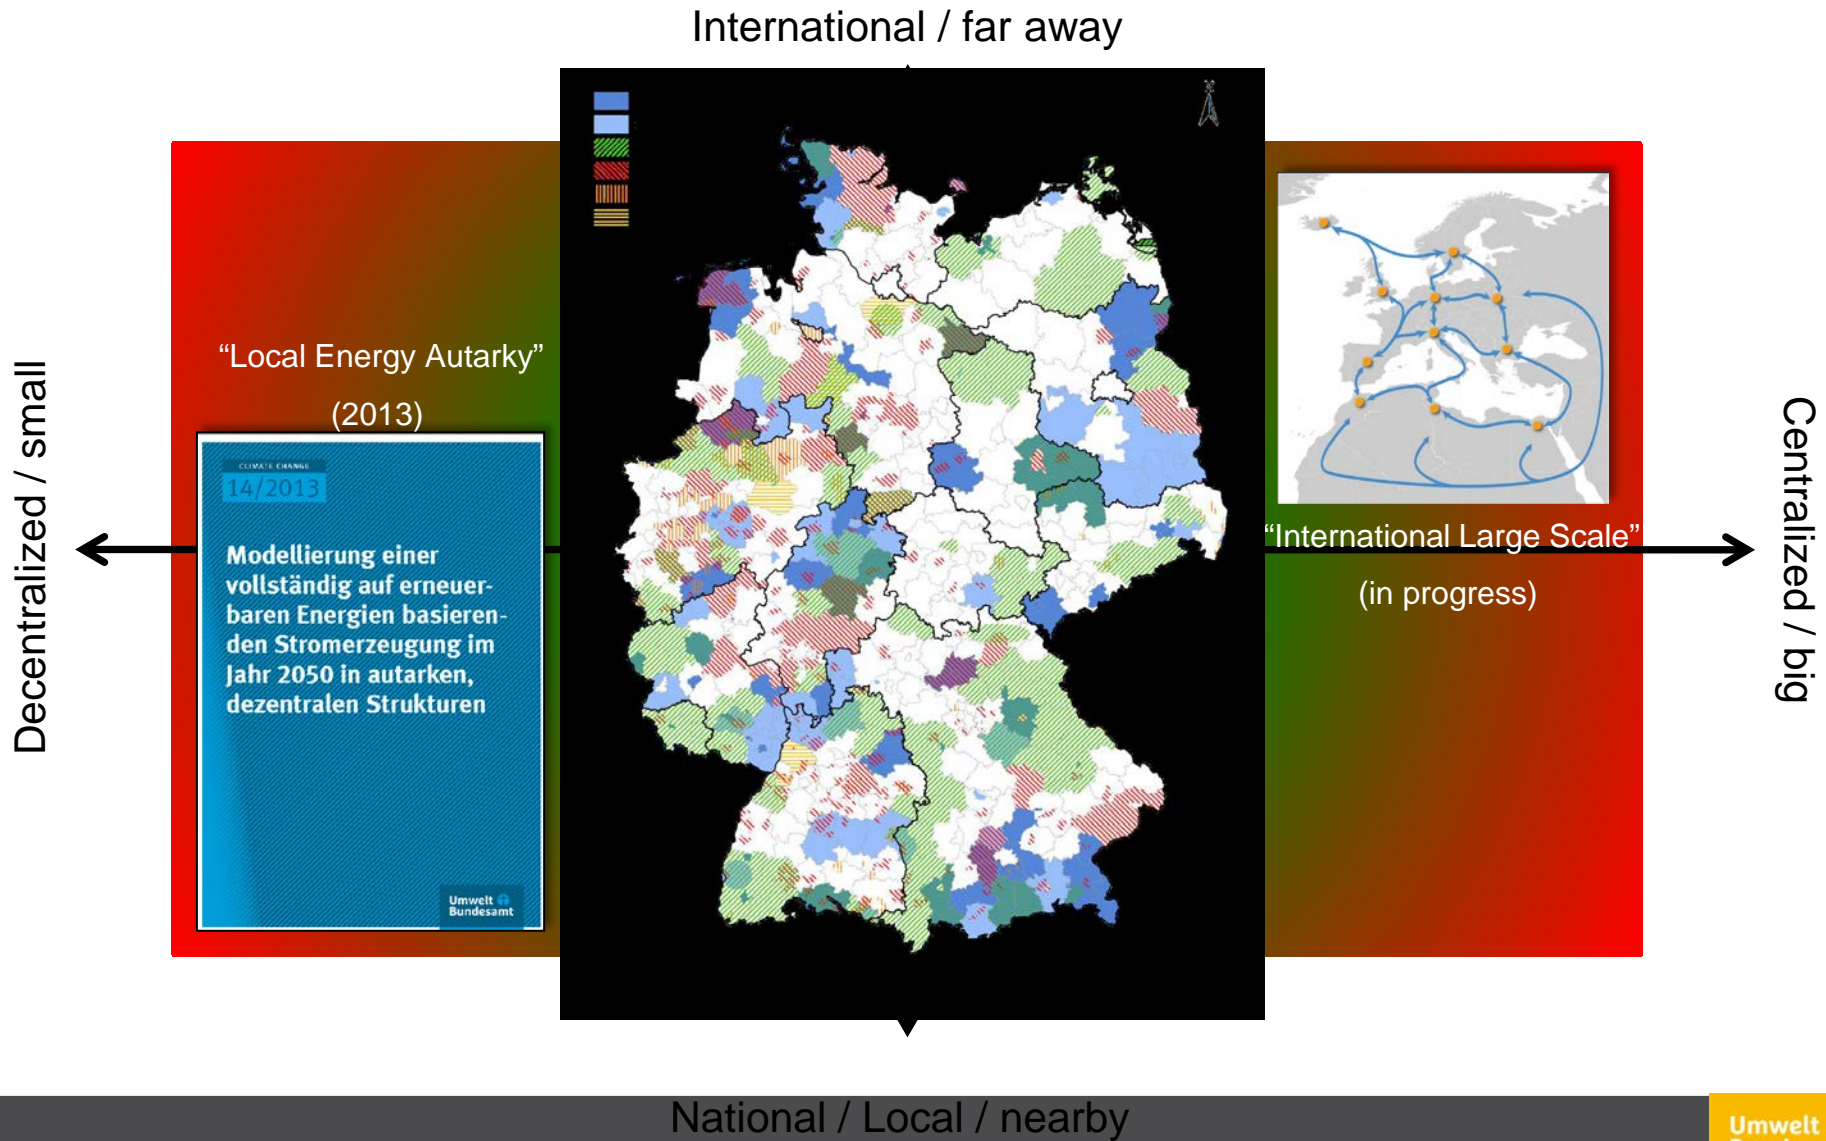 International / far away
Decentralized / small
“Local Energy Autarky”
(2013)
CLIMATE CHANGE
14/2013
Modellierung einer
vollständig auf erneuer-
baren Energien basieren-
den Stromerzeugung im
Jahr 2050 in autarken,
dezentralen Strukturen
Umwelt
Bundesamt
N
“International Large Scale”
(in progress)
Centralized / big
National / Local / nearby
Umwelt